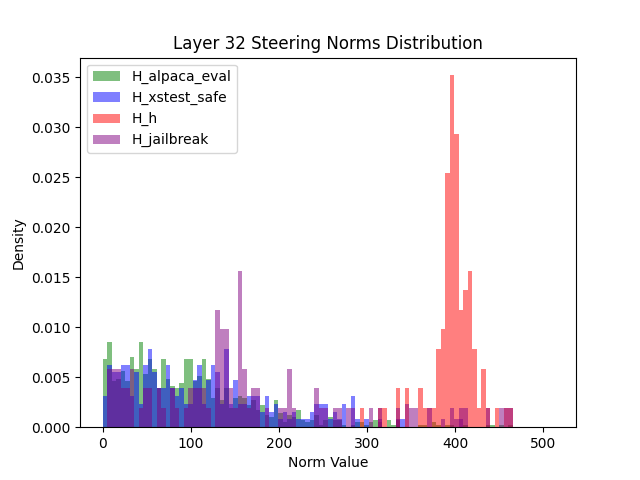 Layer 32 Steering Norms Distribution
H_alpaca_eval
H_xstest_safe
H_h
H_jailbreak
0.035
0.030
0.025
0.020
0.015
0.010
0.005
0.000
Density
0 100 200 300 400 500
Norm Value